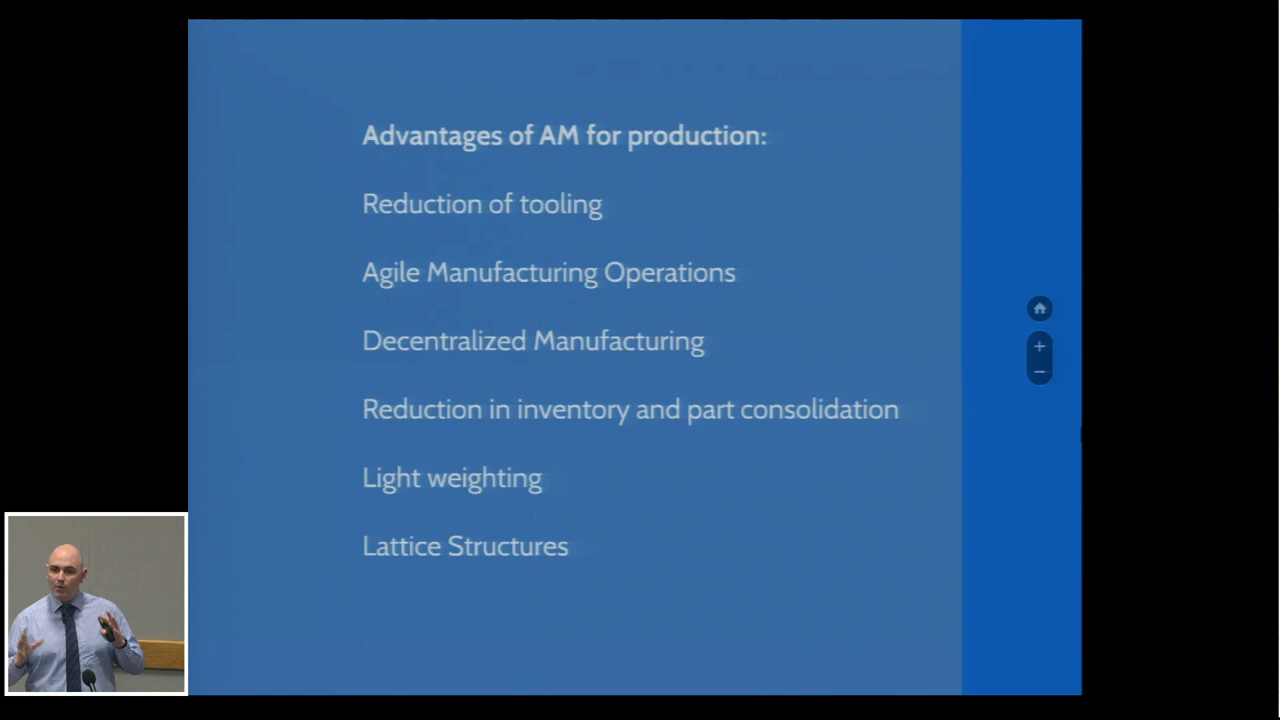 Advantages of AM for production:
Reduction of tooling
Agile Manufacturing Operations
Decentralized Manufacturing
Reduction in inventory and part consolidation
Light weighting
Lattice Structures